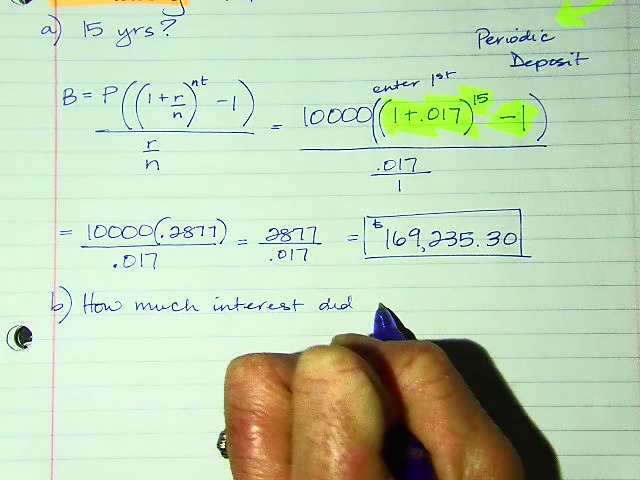 a) 15 yrs?
Periodic
Deposit
enter 1st
B = P((1 + r/n)^nt - 1) / (r/n) = 10000((1 + .017)^15 - 1) / (.017/1)
= 10000(.2877) / .017 = 2877 / .017 = $169,235.30
b) How much interest did